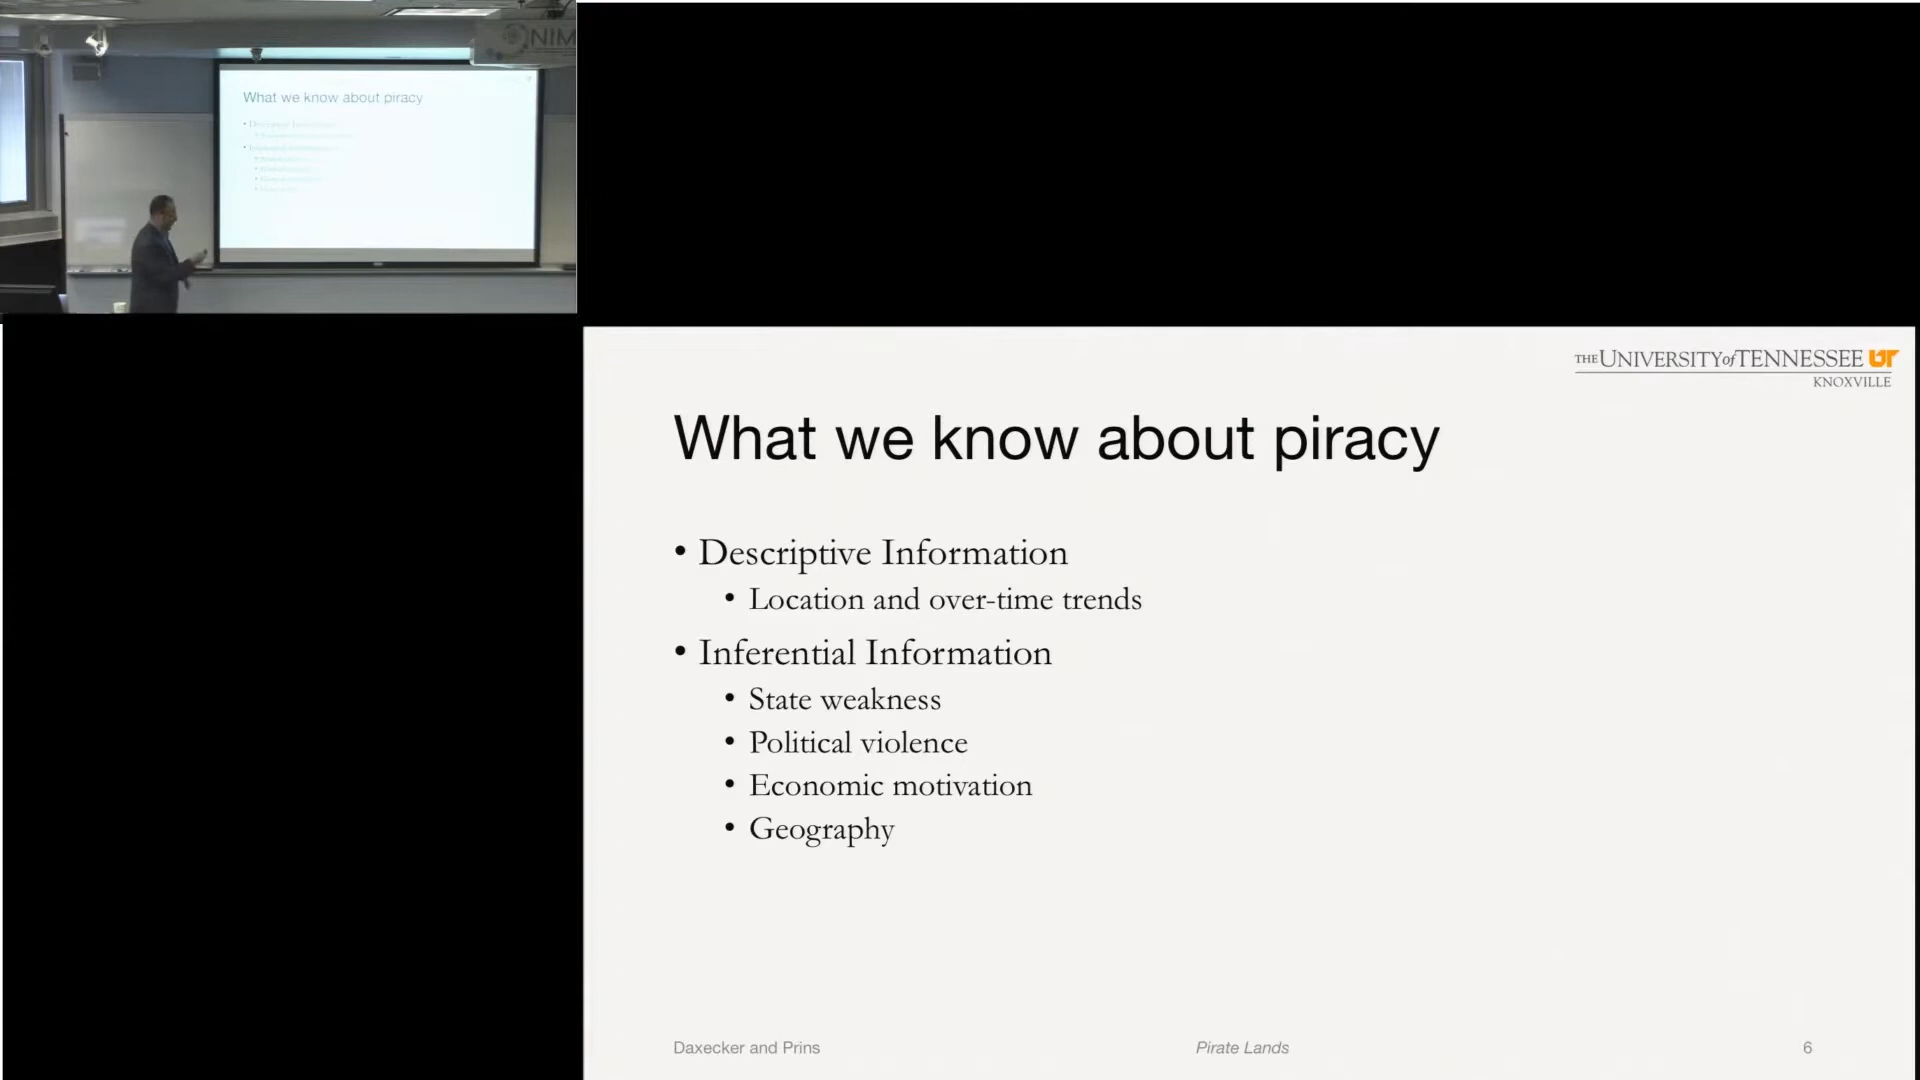 NIM
What we know about piracy
THE UNIVERSITY of TENNESSEE UT
KNOXVILLE
What we know about piracy
• Descriptive Information
• Location and over-time trends
• Inferential Information
• State weakness
• Political violence
• Economic motivation
• Geography
Daxecker and Prins
Pirate Lands
6